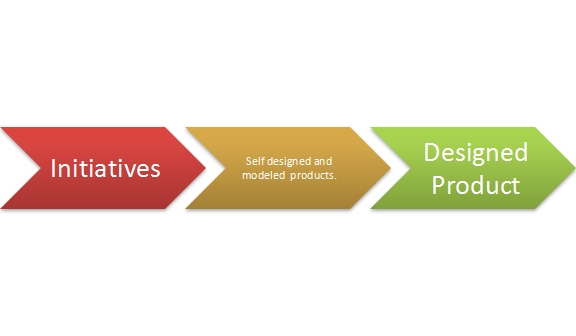 Initiatives
Self designed and
modeled products.
Designed
Product